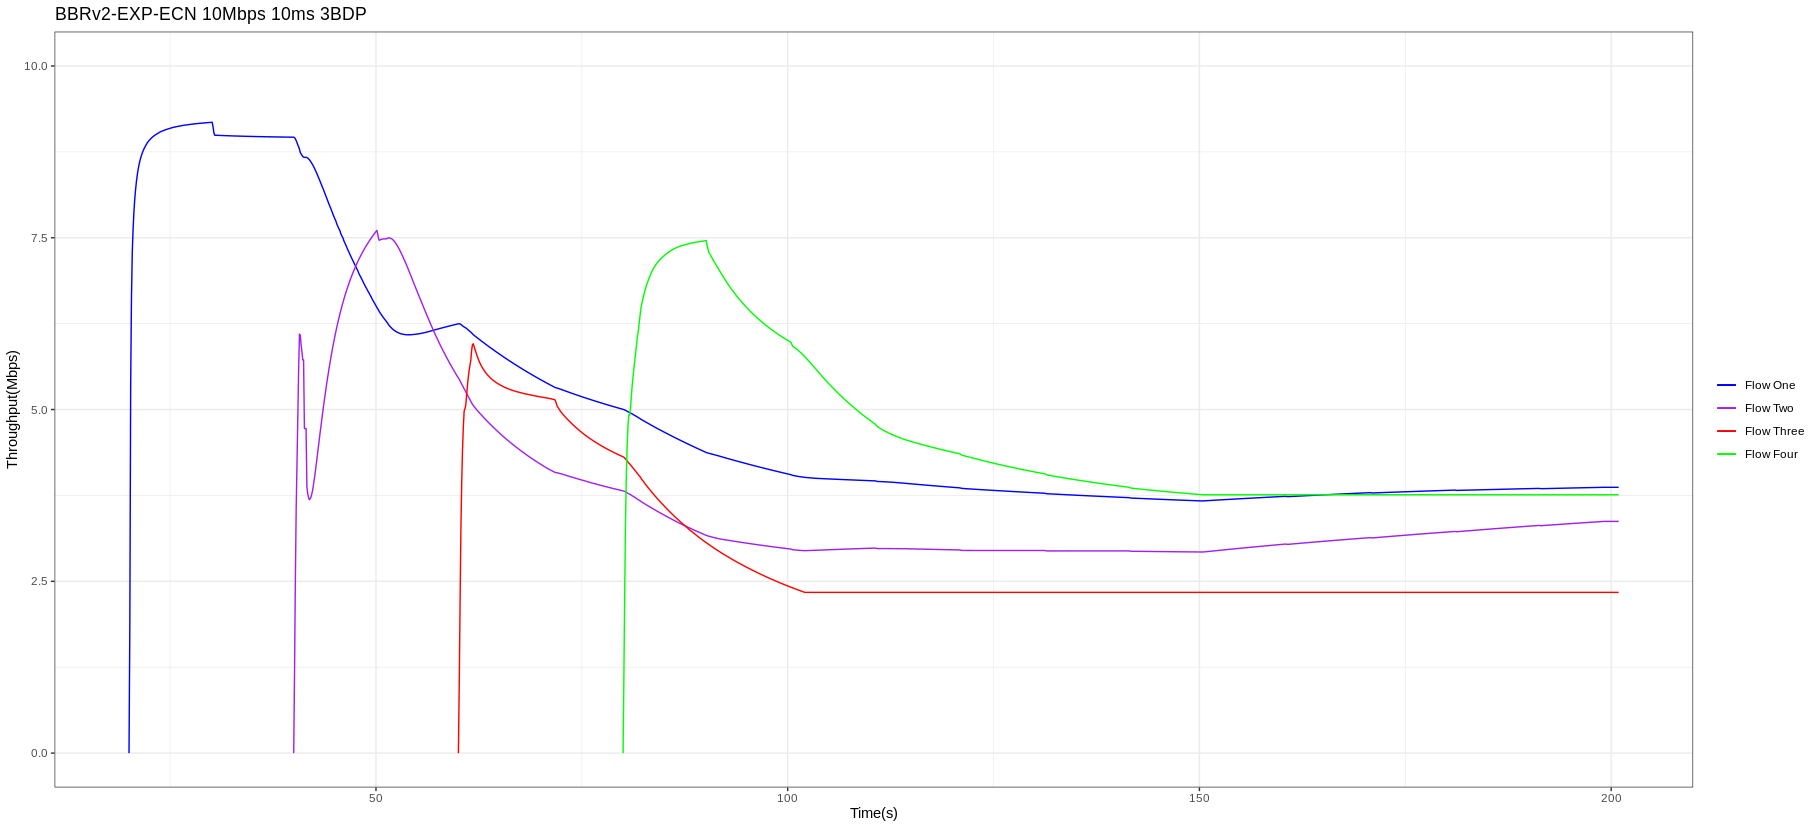 BBRv2-EXP-ECN 10Mbps 10ms 3BDP
Throughput(Mbps)
10.0
7.5
5.0
2.5
0.0
50
100
150
200
Time(s)
Flow One
Flow Two
Flow Three
Flow Four